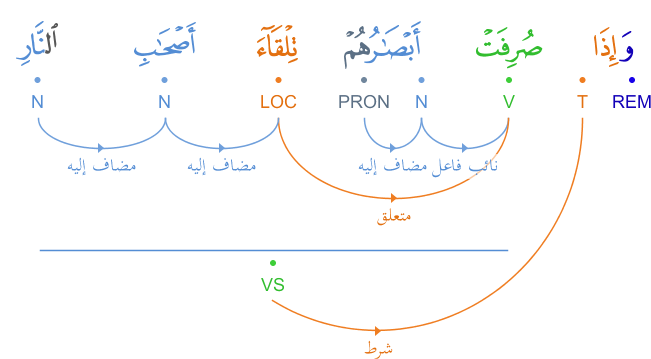 وَإِذَا صُرِفَتْ أَبْصَٰرُهُمْ تِلْقَآءَ أَصْحَٰبِ ٱلنَّارِ
REM T V N PRON LOC N N
نائب فاعل مضاف إليه مضاف إليه مضاف إليه
متعلق
VS
شرط